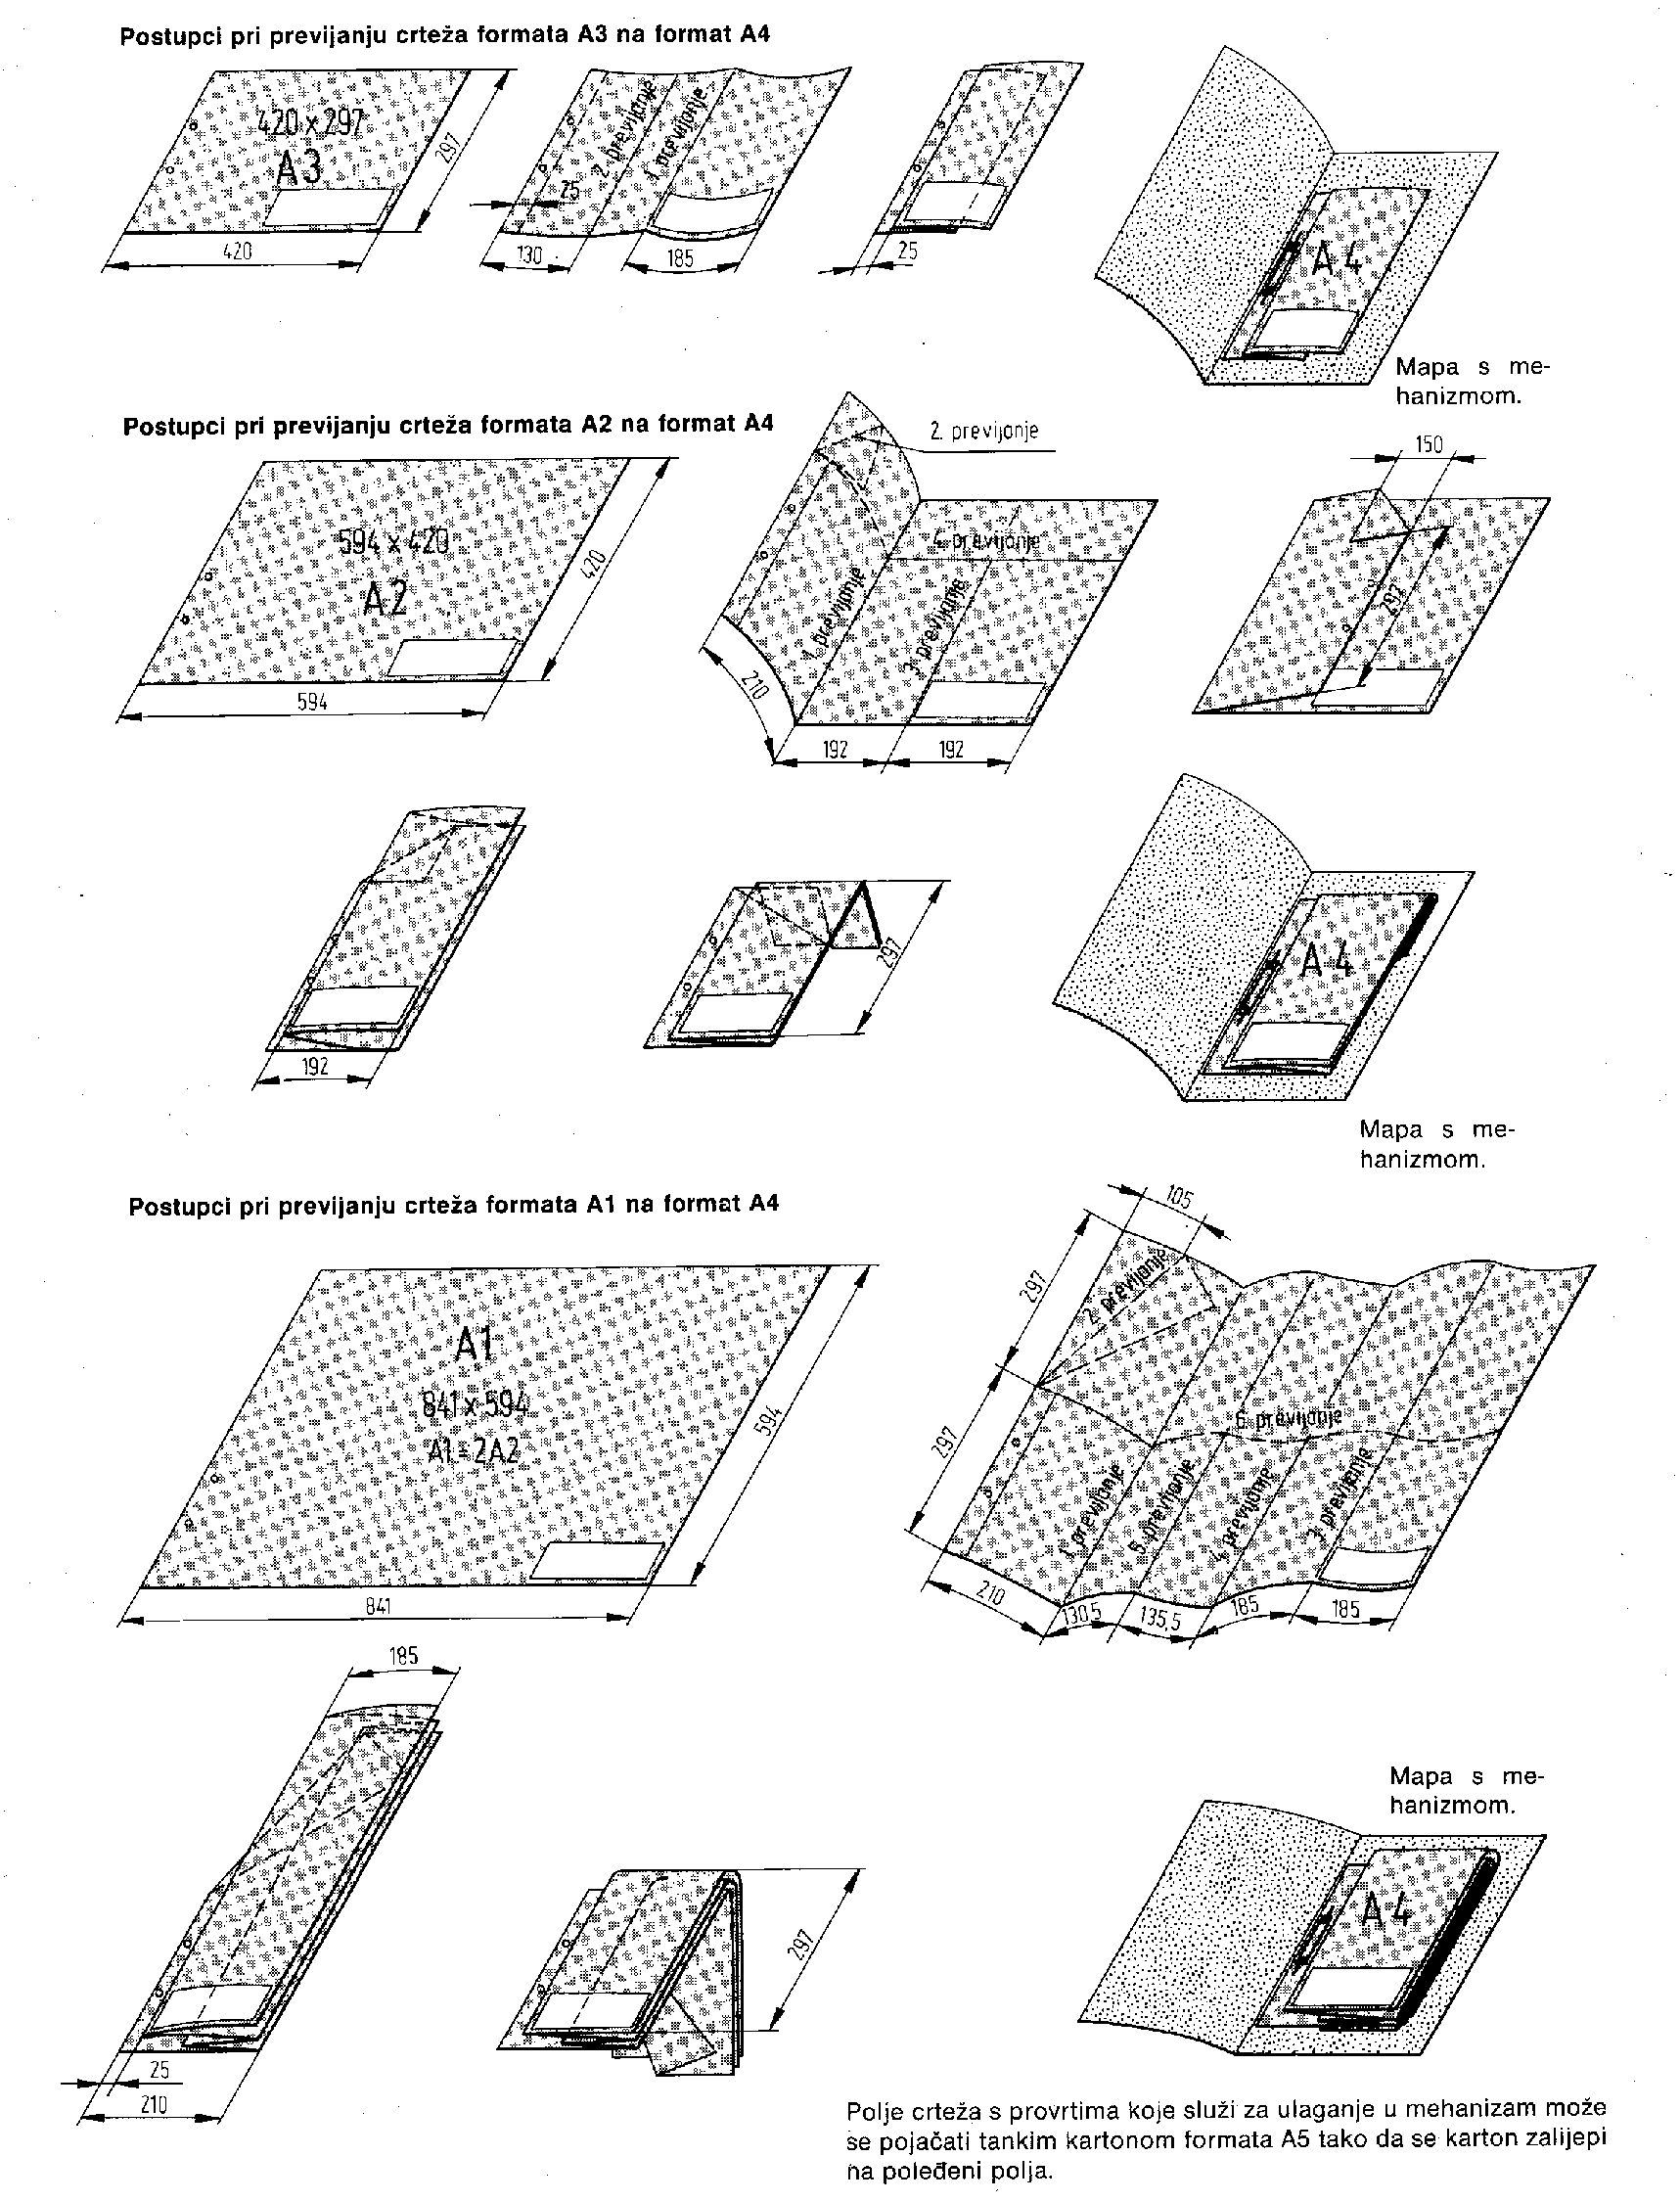 Postupci pri previjanju crteža formata A3 na format A4
420 x 297
A3
297
420
2. previjanje
1. previjanje
25
130
185
25
A4
Mapa s me-
hanizmom.
Postupci pri previjanju crteža formata A2 na format A4
594 x 420
A2
420
594
2. previjanje
4. previjanje
1. previjanje
3. previjanje
210
192
192
150
297
192
297
A4
Mapa s me-
hanizmom.
Postupci pri previjanju crteža formata A1 na format A4
A1
841 x 594
A1 = 2A2
594
841
105
297
2. previjanje
297
6. previjanje
1. previjanje
5. previjanje
4. previjanje
3. previjanje
210
130,5
135,5
185
185
185
25
210
297
Mapa s me-
hanizmom.
A4
Polje crteža s provrtima koje služi za ulaganje u mehanizam može
se pojačati tankim kartonom formata A5 tako da se karton zalijepi
na poleđeni polja.